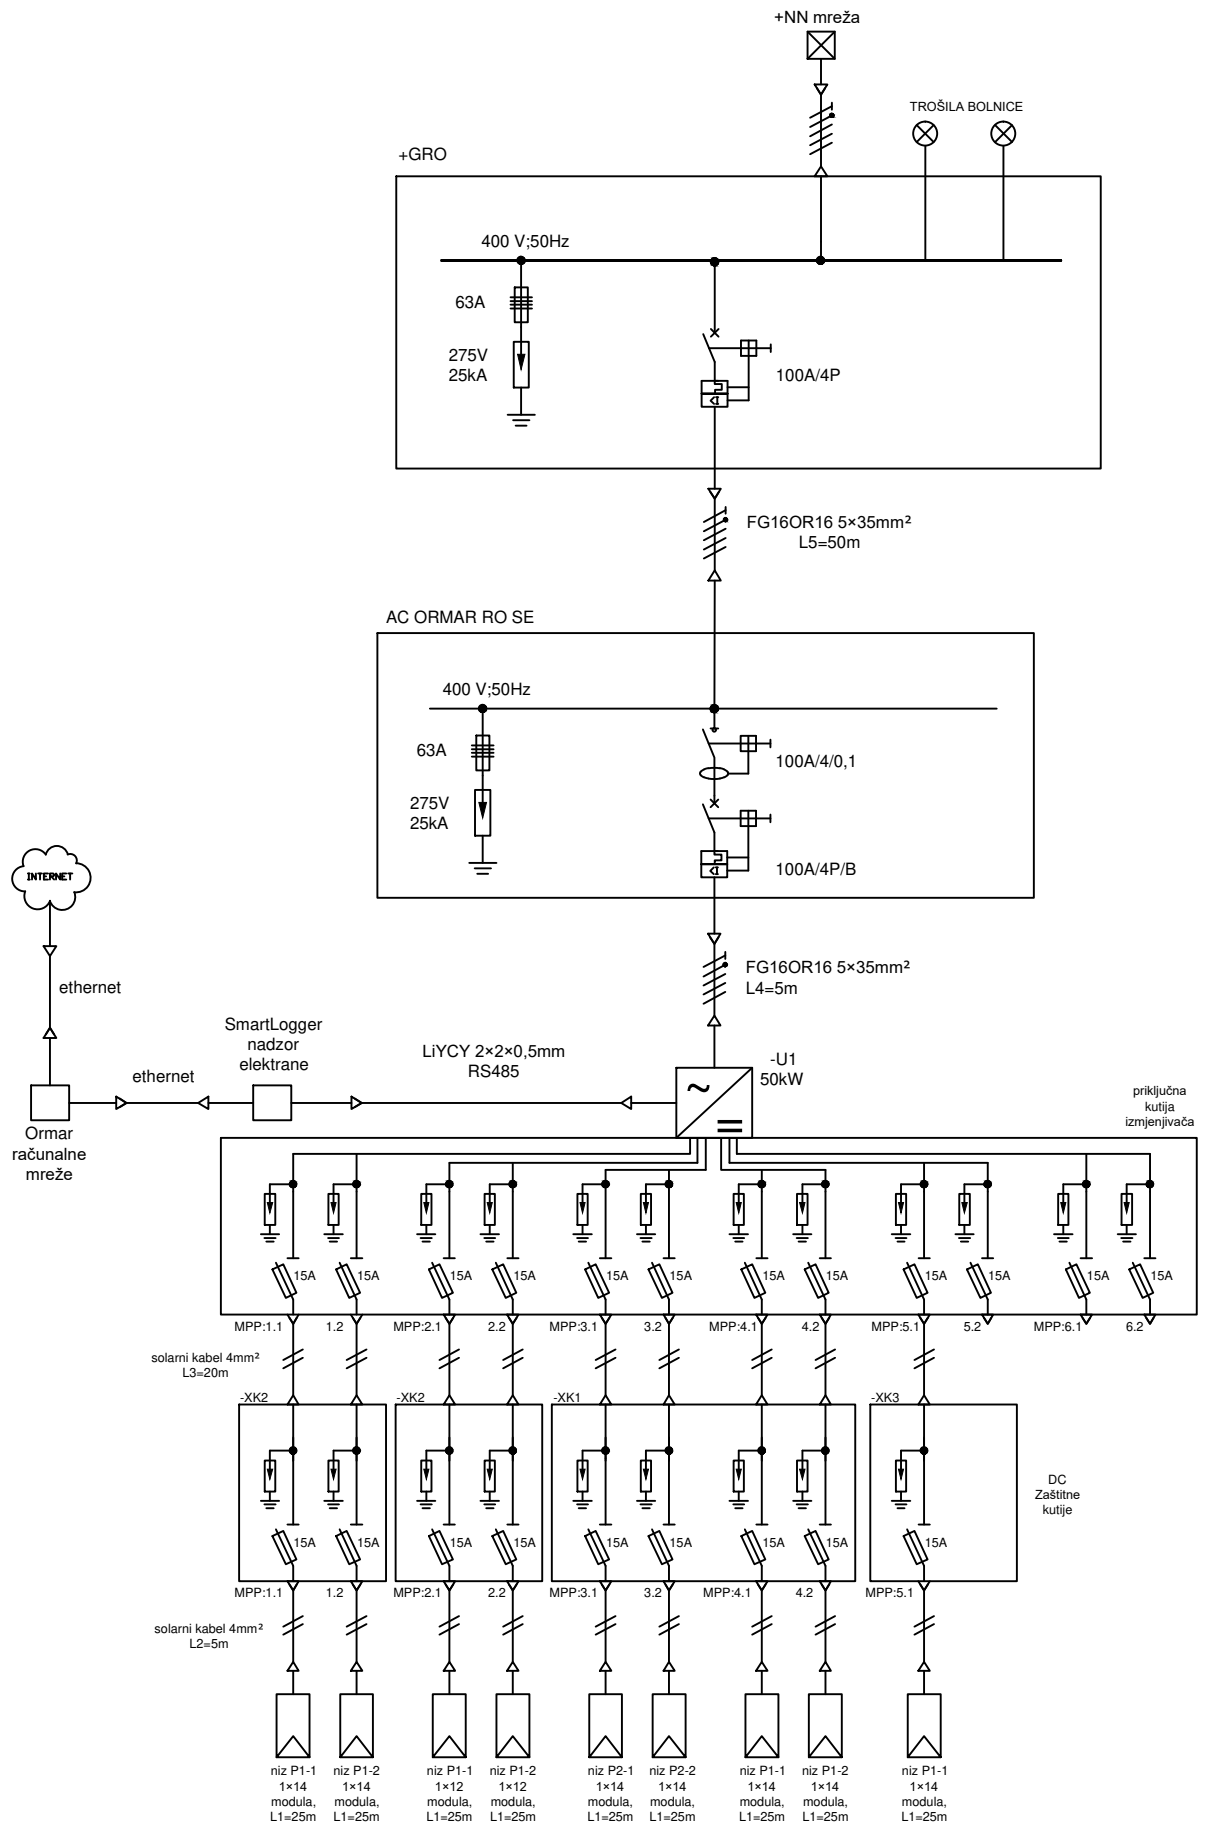 +NN mreža
TROŠILA BOLNICE
+GRO
400 V;50Hz
63A
275V
25kA
100A/4P
FG16OR16 5×35mm²
L5=50m
AC ORMAR RO SE
400 V;50Hz
63A
275V
25kA
100A/4/0,1
100A/4P/B
INTERNET
ethernet
FG16OR16 5×35mm²
L4=5m
SmartLogger
nadzor
elektrane
ethernet
LiYCY 2×2×0,5mm
RS485
-U1
50kW
Ormar
računalne
mreže
priključna
kutija
izmjenjivača
15A 15A 15A 15A 15A 15A 15A 15A 15A 15A 15A 15A
MPP:1.1 1.2 MPP:2.1 2.2 MPP:3.1 3.2 MPP:4.1 4.2 MPP:5.1 5.2 MPP:6.1 6.2
solarni kabel 4mm²
L3=20m
-XK2 -XK2 -XK1 -XK3
DC
Zaštitne
kutije
15A 15A 15A 15A 15A 15A 15A 15A 15A
MPP:1.1 1.2 MPP:2.1 2.2 MPP:3.1 3.2 MPP:4.1 4.2 MPP:5.1
solarni kabel 4mm²
L2=5m
niz P1-1 niz P1-2 niz P1-1 niz P1-2 niz P2-1 niz P2-2 niz P1-1 niz P1-2 niz P1-1
1×14 1×14 1×12 1×12 1×14 1×14 1×14 1×14 1×14
modula, modula, modula, modula, modula, modula, modula, modula, modula,
L1=25m L1=25m L1=25m L1=25m L1=25m L1=25m L1=25m L1=25m L1=25m